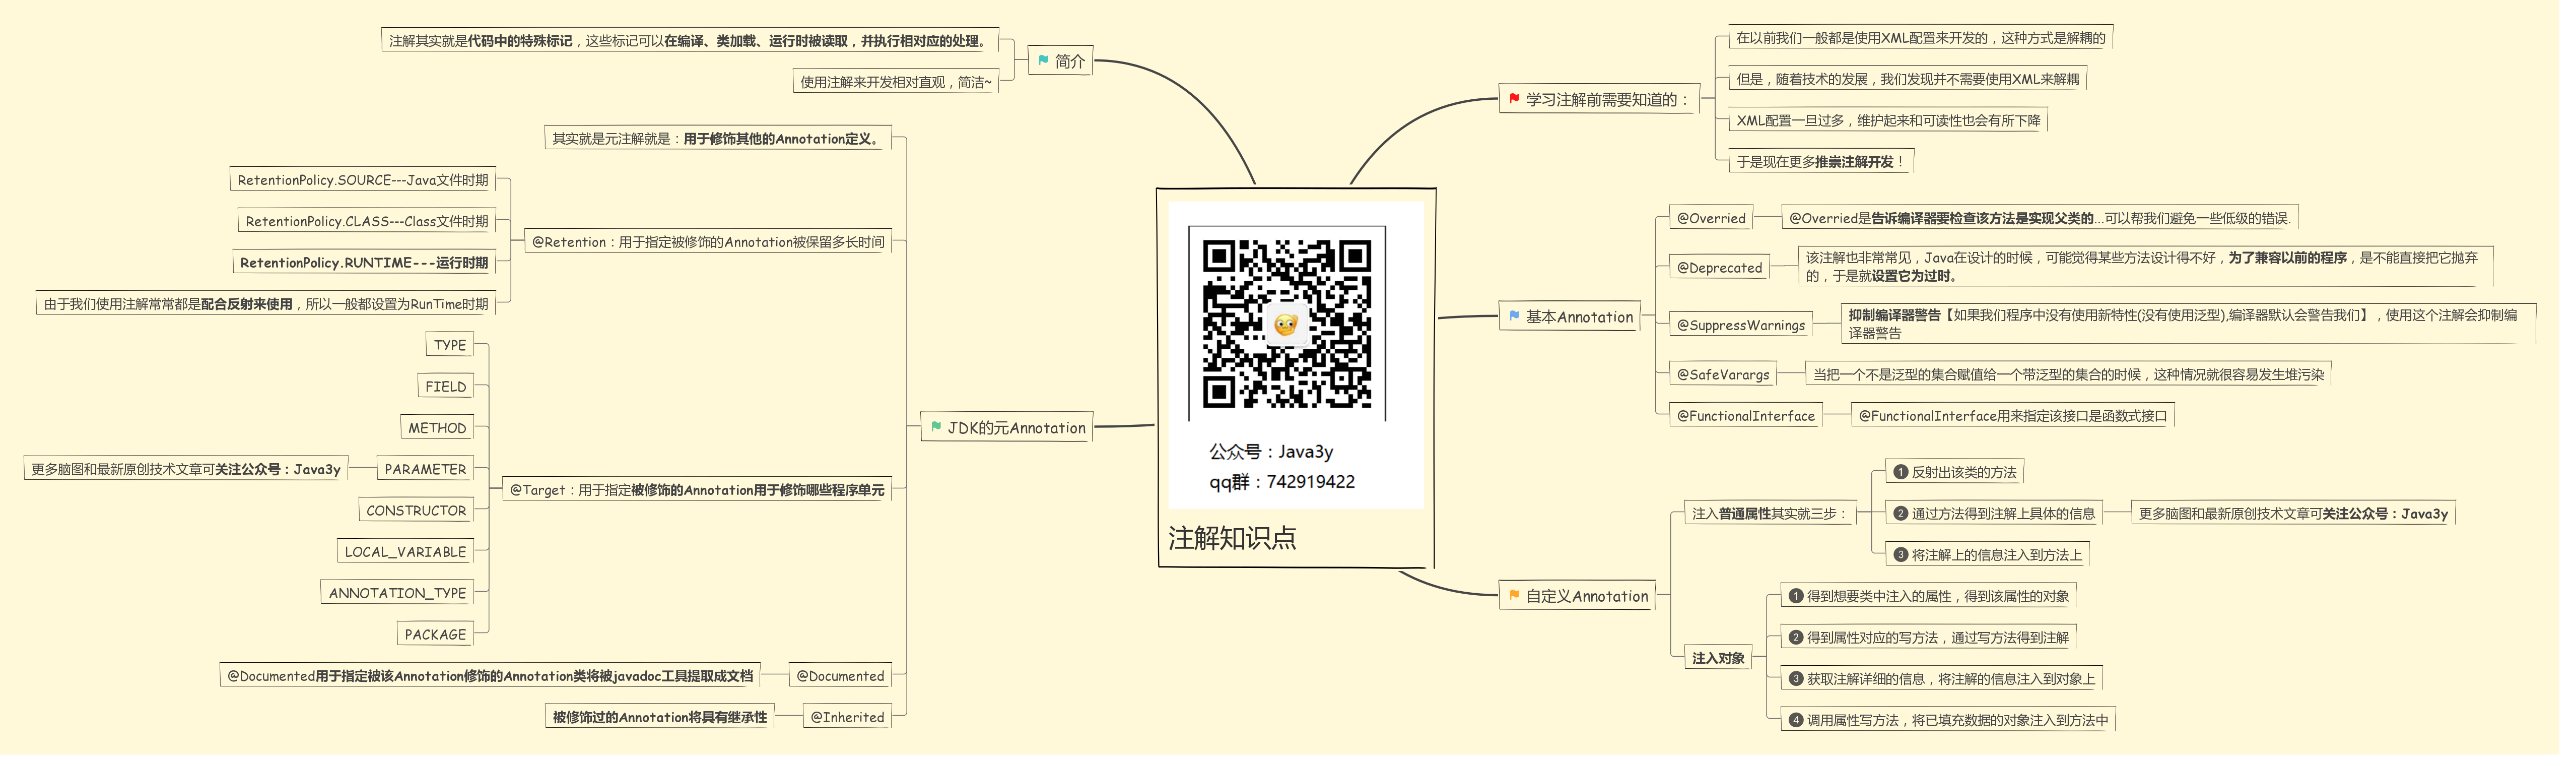 注解知识点
公众号：Java3y
qq群：742919422
简介
注解其实就是代码中的特殊标记，这些标记可以在编译、类加载、运行时被读取，并执行相对应的处理。
使用注解来开发相对直观，简洁~
学习注解前需要知道的：
在以前我们一般都是使用XML配置来开发的，这种方式是解耦的
但是，随着技术的发展，我们发现并不需要使用XML来解耦
XML配置一旦过多，维护起来和可读性也会有所下降
于是现在更多推崇注解开发！
基本Annotation
@Overried
@Overried是告诉编译器要检查该方法是实现父类的...可以帮我们避免一些低级的错误.
@Deprecated
该注解也非常常见，Java在设计的时候，可能觉得某些方法设计得不好，为了兼容以前的程序，是不能直接把它抛弃
的，于是就设置它为过时。
@SuppressWarnings
抑制编译器警告【如果我们程序中没有使用新特性(没有使用泛型),编译器默认会警告我们】，使用这个注解会抑制编
译器警告
@SafeVarargs
当把一个不是泛型的集合赋值给一个带泛型的集合的时候，这种情况就很容易发生堆污染
@FunctionalInterface
@FunctionalInterface用来指定该接口是函数式接口
自定义Annotation
注入普通属性其实就三步：
1 反射出该类的方法
2 通过方法得到注解上具体的信息
更多脑图和最新原创技术文章可关注公众号：Java3y
3 将注解上的信息注入到方法上
注入对象
1 得到想要类中注入的属性，得到该属性的对象
2 得到属性对应的写方法，通过写方法得到注解
3 获取注解详细的信息，将注解的信息注入到对象上
4 调用属性写方法，将已填充数据的对象注入到方法中
JDK的元Annotation
其实就是元注解就是：用于修饰其他的Annotation定义。
@Retention：用于指定被修饰的Annotation被保留多长时间
RetentionPolicy.SOURCE---Java文件时期
RetentionPolicy.CLASS---Class文件时期
RetentionPolicy.RUNTIME---运行时期
由于我们使用注解常常都是配合反射来使用，所以一般都设置为RunTime时期
@Target：用于指定被修饰的Annotation用于修饰哪些程序单元
TYPE
FIELD
METHOD
PARAMETER
更多脑图和最新原创技术文章可关注公众号：Java3y
CONSTRUCTOR
LOCAL_VARIABLE
ANNOTATION_TYPE
PACKAGE
@Documented
@Documented用于指定被该Annotation修饰的Annotation类将被javadoc工具提取成文档
@Inherited
被修饰过的Annotation将具有继承性